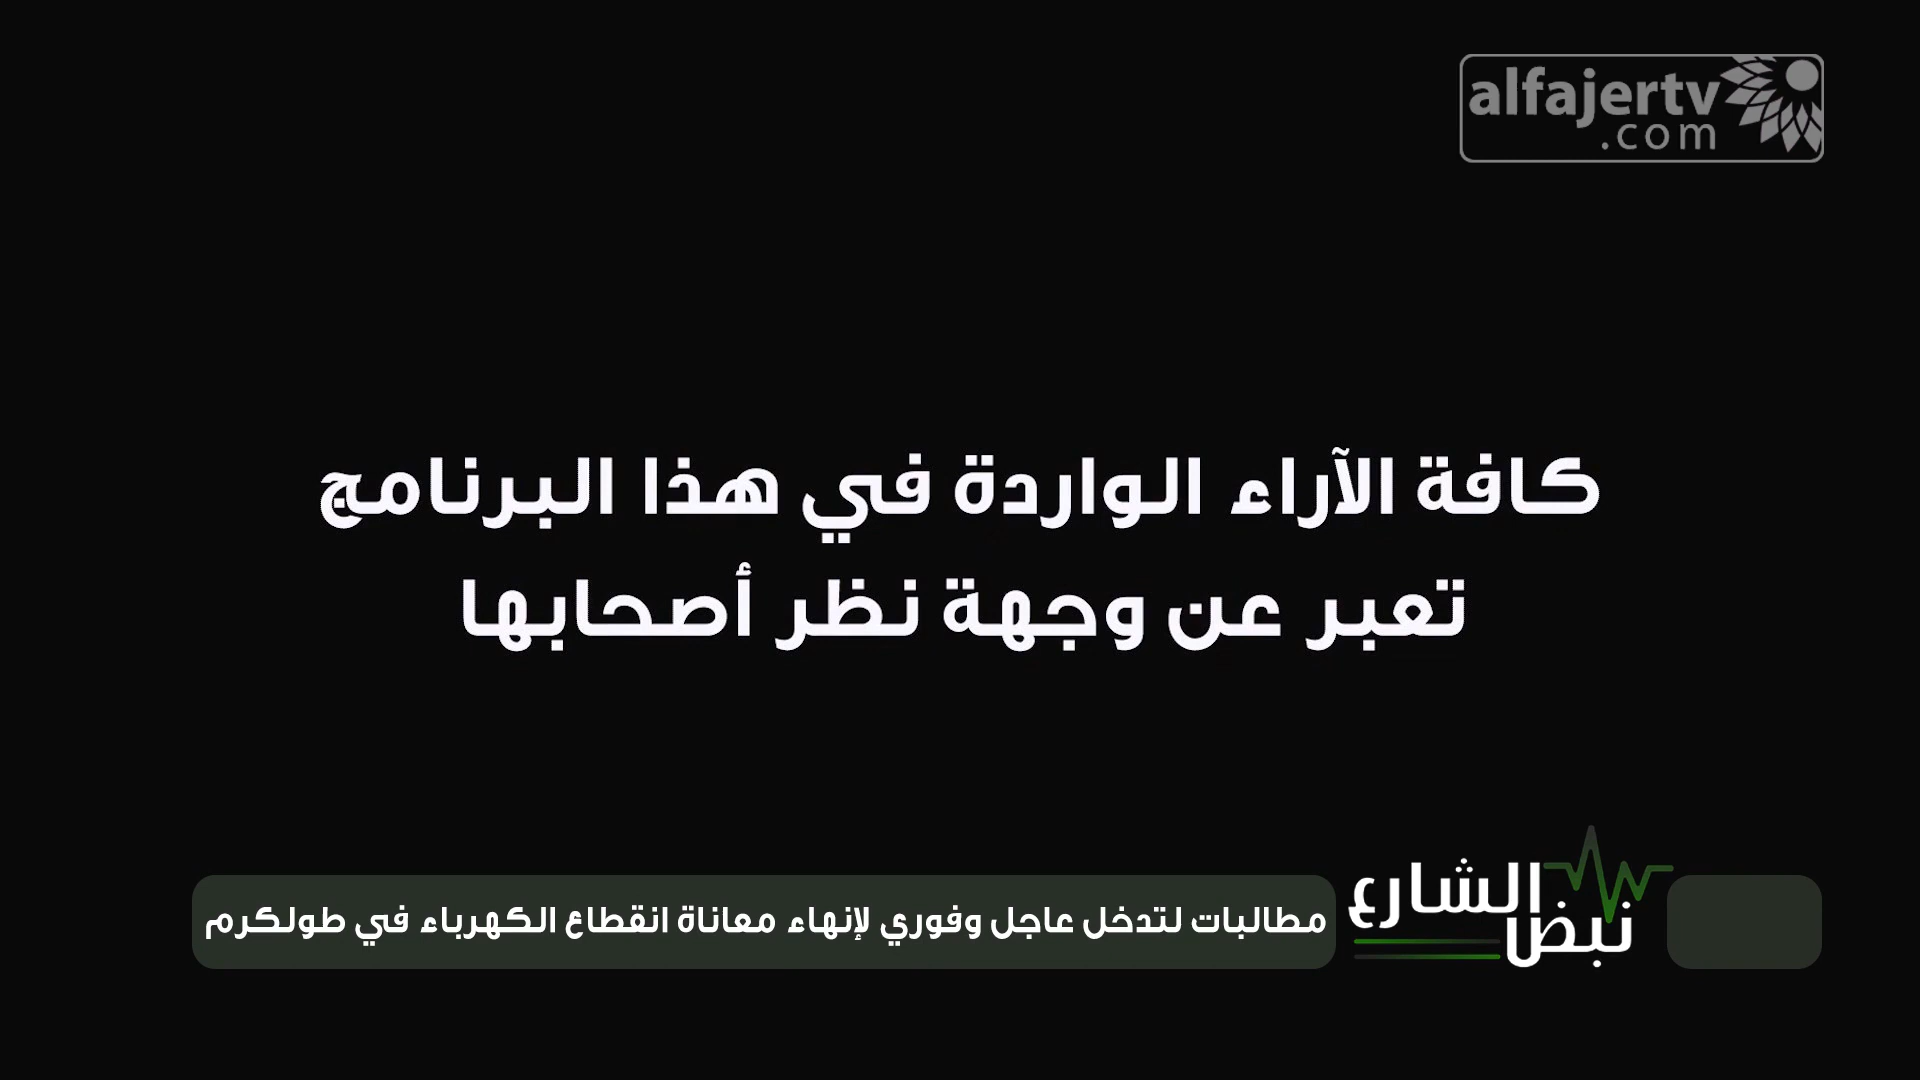 alfajertv
.com
كافة الآراء الواردة في هذا البرنامج
تعبر عن وجهة نظر أصحابها
نبض الشارع
مطالبات لتدخل عاجل وفوري لإنهاء معاناة انقطاع الكهرباء في طولكرم